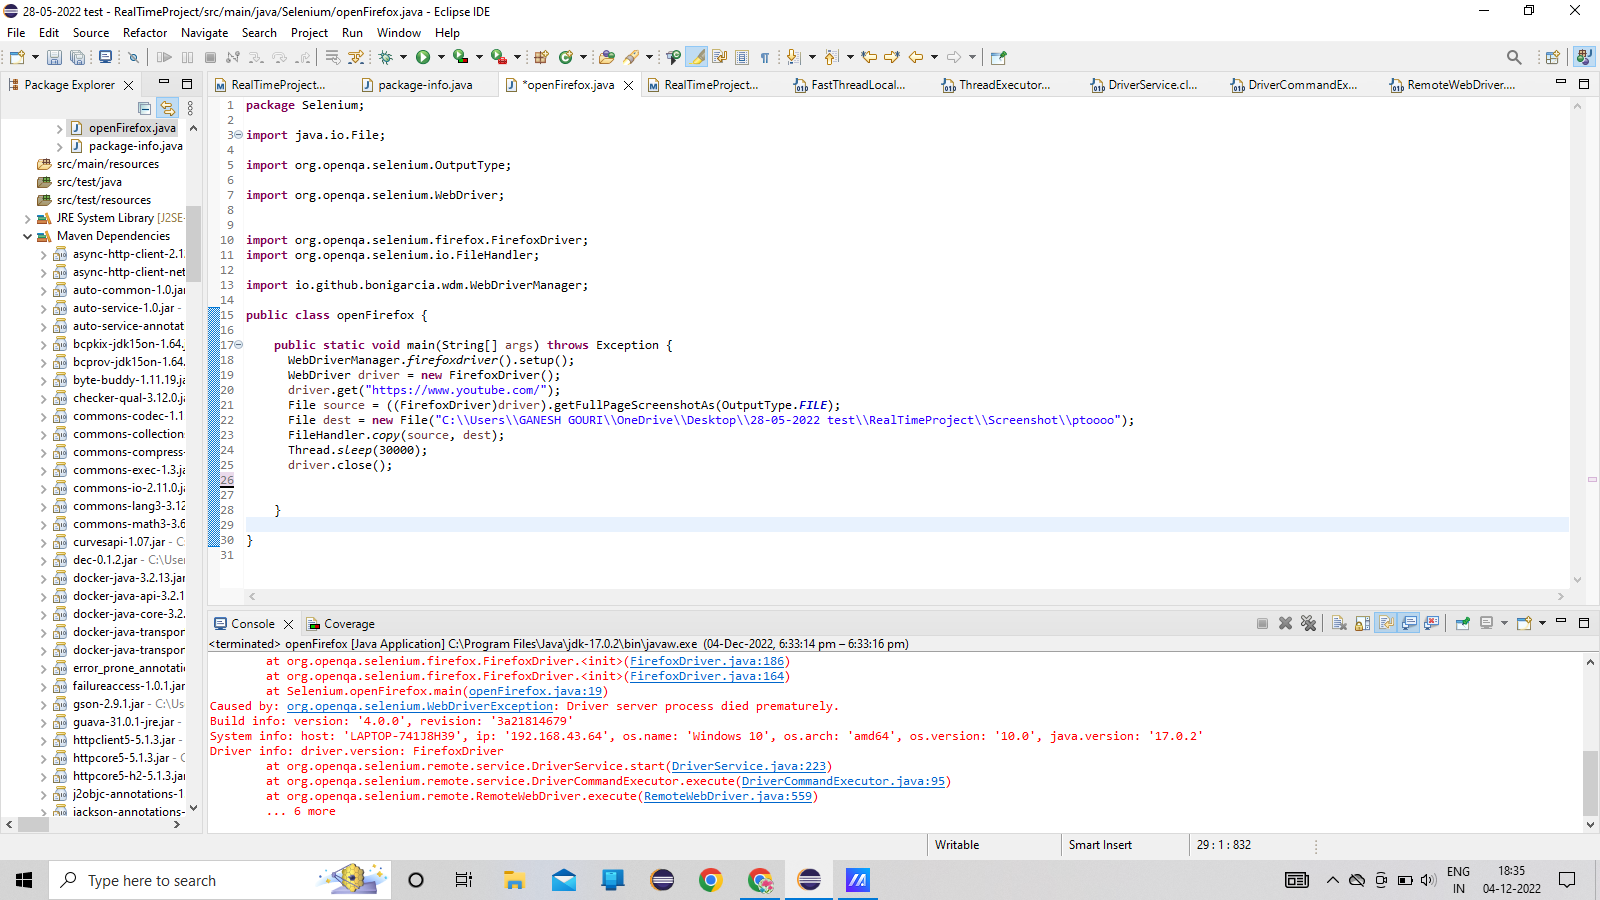 28-05-2022 test - RealTimeProject/src/main/java/Selenium/openFirefox.java - Eclipse IDE
File Edit Source Refactor Navigate Search Project Run Window Help
Package Explorer
RealTimeProject... package-info.java *openFirefox.java RealTimeProject... FastThreadLocal... ThreadExecutor... DriverService.cl... DriverCommandEx... RemoteWebDriver....
openFirefox.java
package-info.java
src/main/resources
src/test/java
src/test/resources
JRE System Library [J2SE-
Maven Dependencies
async-http-client-2.1.
async-http-client-net
auto-common-1.0.jar
auto-service-1.0.jar -
auto-service-annotat
bcpkix-jdk15on-1.64.
bcprov-jdk15on-1.64.
byte-buddy-1.11.19.ja
checker-qual-3.12.0.ja
commons-codec-1.1
commons-collection
commons-compress-
commons-exec-1.3.ja
commons-io-2.11.0.ja
commons-lang3-3.12
commons-math3-3.6
curvesapi-1.07.jar - C:
dec-0.1.2.jar - C:\User
docker-java-3.2.13.jar
docker-java-api-3.2.1
docker-java-core-3.2.
docker-java-transpor
docker-java-transpor
error_prone_annotati
failureaccess-1.0.1.jar
gson-2.9.1.jar - C:\Us
guava-31.0.1-jre.jar -
httpclient5-5.1.3.jar -
httpcore5-5.1.3.jar - C
httpcore5-h2-5.1.3.jar
j2objc-annotations-1
jackson-annotations-
1 package Selenium;
2
3 import java.io.File;
4
5 import org.openqa.selenium.OutputType;
6
7 import org.openqa.selenium.WebDriver;
8
9
10 import org.openqa.selenium.firefox.FirefoxDriver;
11 import org.openqa.selenium.io.FileHandler;
12
13 import io.github.bonigarcia.wdm.WebDriverManager;
14
15 public class openFirefox {
16
17 public static void main(String[] args) throws Exception {
18 WebDriverManager.firefoxdriver().setup();
19 WebDriver driver = new FirefoxDriver();
20 driver.get("https://www.youtube.com/");
21 File source = ((FirefoxDriver)driver).getFullPageScreenshotAs(OutputType.FILE);
22 File dest = new File("C:\\Users\\GANESH GOURI\\OneDrive\\Desktop\\28-05-2022 test\\RealTimeProject\\Screenshot\\ptoooo");
23 FileHandler.copy(source, dest);
24 Thread.sleep(30000);
25 driver.close();
26
27
28 }
29
30 }
31
Console Coverage
<terminated> openFirefox [Java Application] C:\Program Files\Java\jdk-17.0.2\bin\javaw.exe (04-Dec-2022, 6:33:14 pm – 6:33:16 pm)
at org.openqa.selenium.firefox.FirefoxDriver.<init>(FirefoxDriver.java:186)
at org.openqa.selenium.firefox.FirefoxDriver.<init>(FirefoxDriver.java:164)
at Selenium.openFirefox.main(openFirefox.java:19)
Caused by: org.openqa.selenium.WebDriverException: Driver server process died prematurely.
Build info: version: '4.0.0', revision: '3a21814679'
System info: host: 'LAPTOP-741J8H39', ip: '192.168.43.64', os.name: 'Windows 10', os.arch: 'amd64', os.version: '10.0', java.version: '17.0.2'
Driver info: driver.version: FirefoxDriver
at org.openqa.selenium.remote.service.DriverService.start(DriverService.java:223)
at org.openqa.selenium.remote.service.DriverCommandExecutor.execute(DriverCommandExecutor.java:95)
at org.openqa.selenium.remote.RemoteWebDriver.execute(RemoteWebDriver.java:559)
... 6 more
Writable Smart Insert 29 : 1 : 832
Type here to search
ENG
IN
18:35
04-12-2022